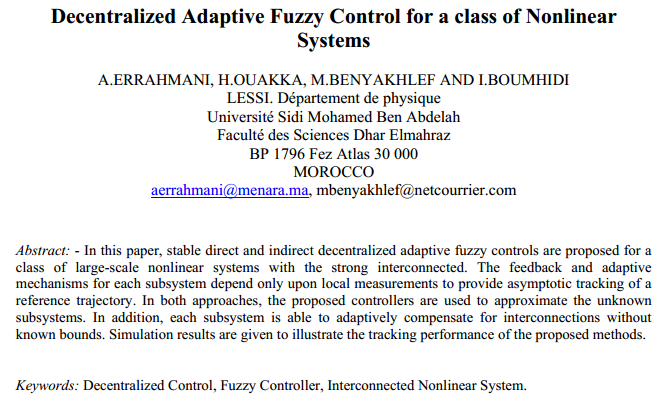 Decentralized Adaptive Fuzzy Control for a class of Nonlinear
Systems
A.ERRAHMANI, H.OUAKKA, M.BENYAKHLEF AND I.BOUMHIDI
LESSI. Département de physique
Université Sidi Mohamed Ben Abdelah
Faculté des Sciences Dhar Elmahraz
BP 1796 Fez Atlas 30 000
MOROCCO
aerrahmani@menara.ma, mbenyakhlef@netcourrier.com
Abstract: - In this paper, stable direct and indirect decentralized adaptive fuzzy controls are proposed for a
class of large-scale nonlinear systems with the strong interconnected. The feedback and adaptive
mechanisms for each subsystem depend only upon local measurements to provide asymptotic tracking of
a reference trajectory. In both approaches, the proposed controllers are used to approximate the unknown
subsystems. In addition, each subsystem is able to adaptively compensate for interconnections without
known bounds. Simulation results are given to illustrate the tracking performance of the proposed methods.
Keywords: Decentralized Control, Fuzzy Controller, Interconnected Nonlinear System.